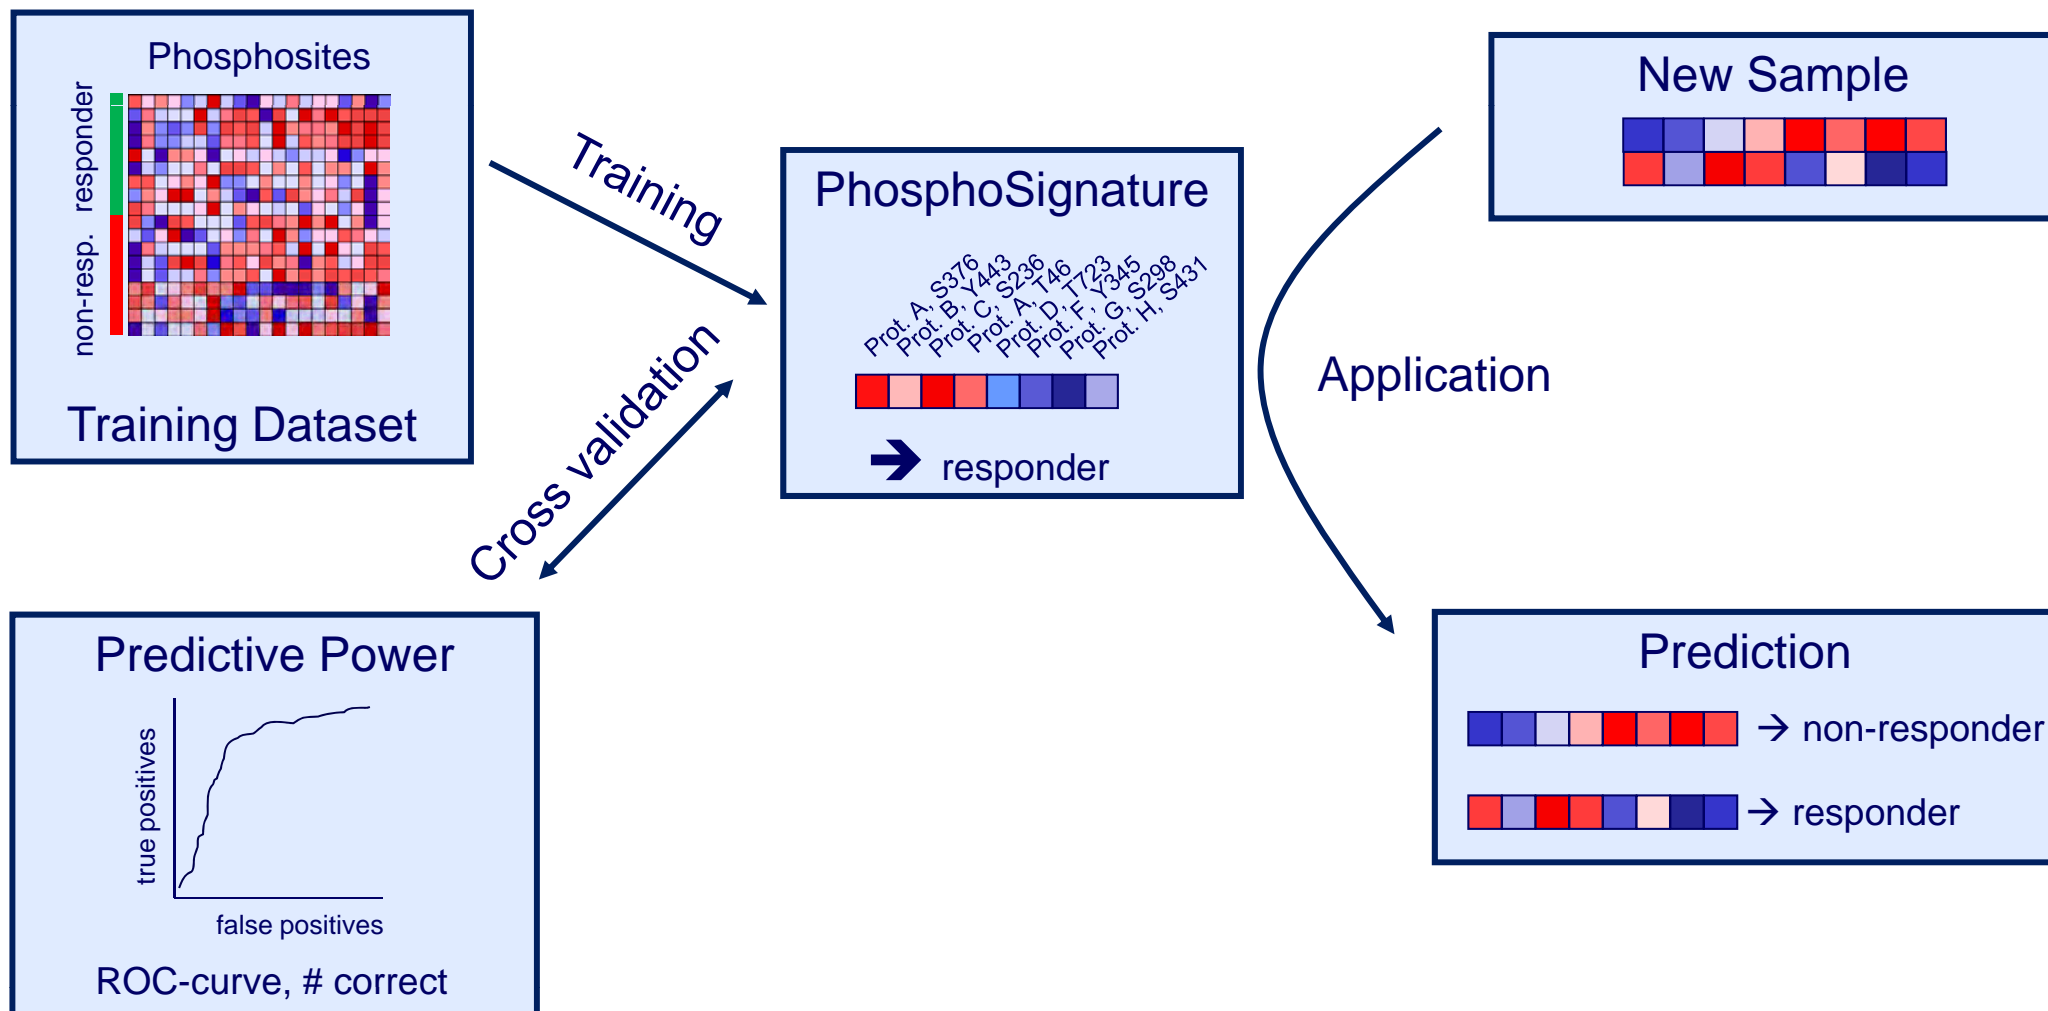 Phosphosites
responder
non-resp.
Training Dataset
Training
Cross validation
PhosphoSignature
Prot. A, S376
Prot. B, Y443
Prot. C, S236
Prot. A, T46
Prot. D, T723
Prot. F, Y345
Prot. G, S298
Prot. H, S431
➔ responder
New Sample
Application
Predictive Power
true positives
false positives
ROC-curve, # correct
Prediction
→ non-responder
→ responder